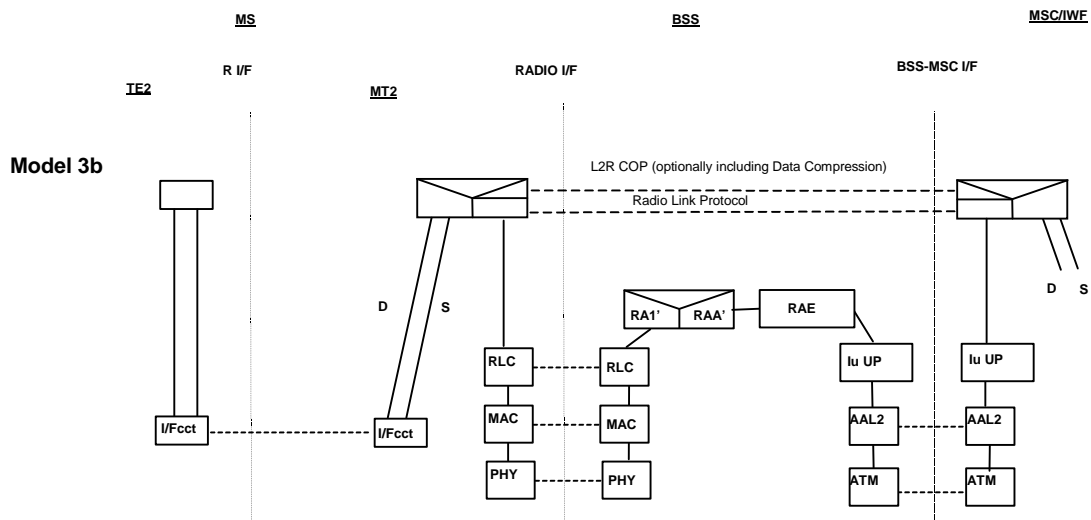 MS
BSS
MSC/IWF
R I/F
RADIO I/F
BSS-MSC I/F
TE2
MT2
Model 3b
L2R COP (optionally including Data Compression)
Radio Link Protocol
D
S
D
S
RA1’
RAA’
RAE
RLC
RLC
Iu UP
Iu UP
I/Fcct
I/Fcct
MAC
MAC
AAL2
AAL2
PHY
PHY
ATM
ATM